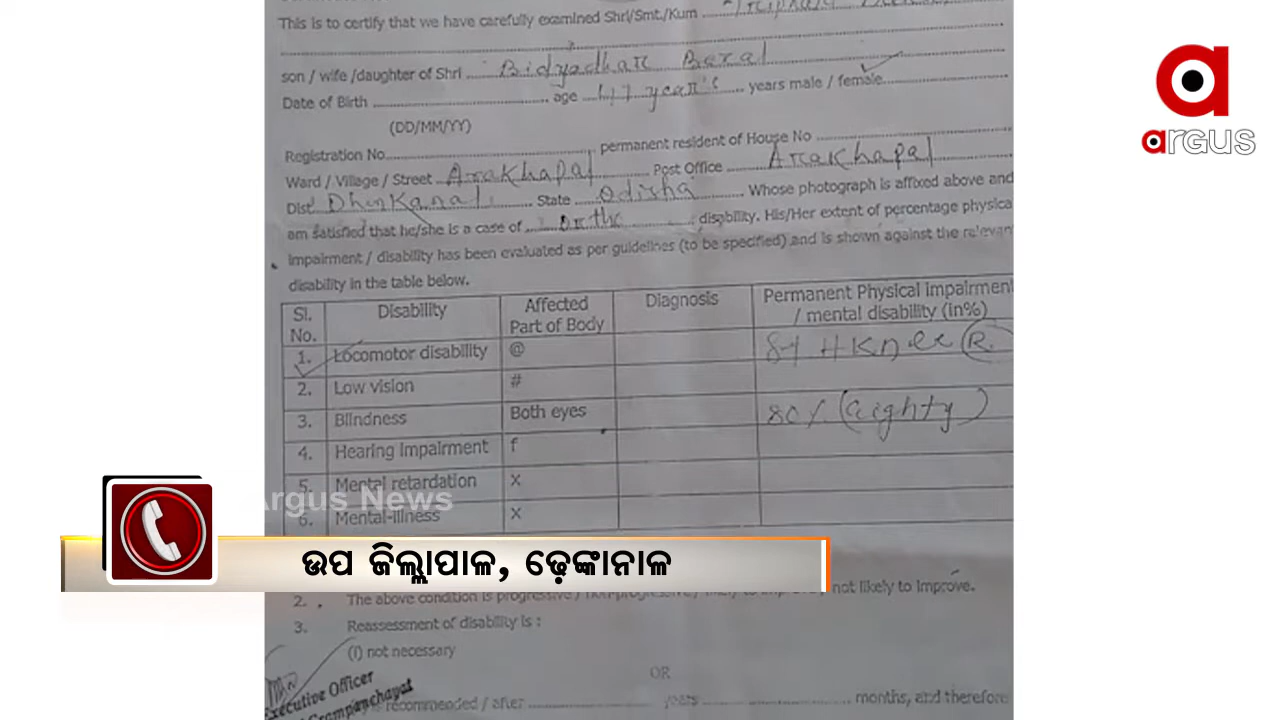 This is to certify that we have carefully examined Shri/Smt./Kum
son / wife /daughter of Shri Bidyadhar Baral
Date of Birth age 47 year's years male / female
(DD/MM/YY)
Registration No. permanent resident of House No
Ward / Village / Street Arakhapal Post Office Arakhapal
Dist Dhenkanal State Odisha Whose photograph is affixed above and
am satisfied that he/she is a case of ortho disability. His/Her extent of percentage physical
impairment / disability has been evaluated as per guidelines (to be specified) and is shown against the relevant
disability in the table below.
Sl. No. Disability Affected Part of Body Diagnosis Permanent Physical Impairment / mental disability (in%)
1. Locomotor disability @ Knee R.
2. Low vision #
3. Blindness Both eyes 80% (eighty)
4. Hearing Impairment f
5. Mental retardation x
6. Mental-illness x
2. The above condition is progressive / non-progressive / not likely to improve.
3. Reassessment of disability is :
(i) not necessary
OR
recommended / after years months, and therefore
Executive Officer
Grampanchayat
argus
Argus News
ଉପ ଜିଲ୍ଲାପାଳ, ଢ଼େଙ୍କାନାଳ